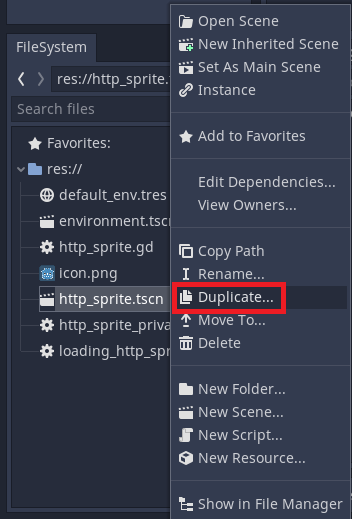 FileSystem
res://http_sprite.
Search files
Favorites:
res://
default_env.tres
environment.tscn
http_sprite.gd
icon.png
http_sprite.tscn
http_sprite_priva
loading_http_spr
Open Scene
New Inherited Scene
Set As Main Scene
Instance
Add to Favorites
Edit Dependencies...
View Owners...
Copy Path
Rename...
Duplicate...
Move To...
Delete
New Folder...
New Scene...
New Script...
New Resource...
Show in File Manager